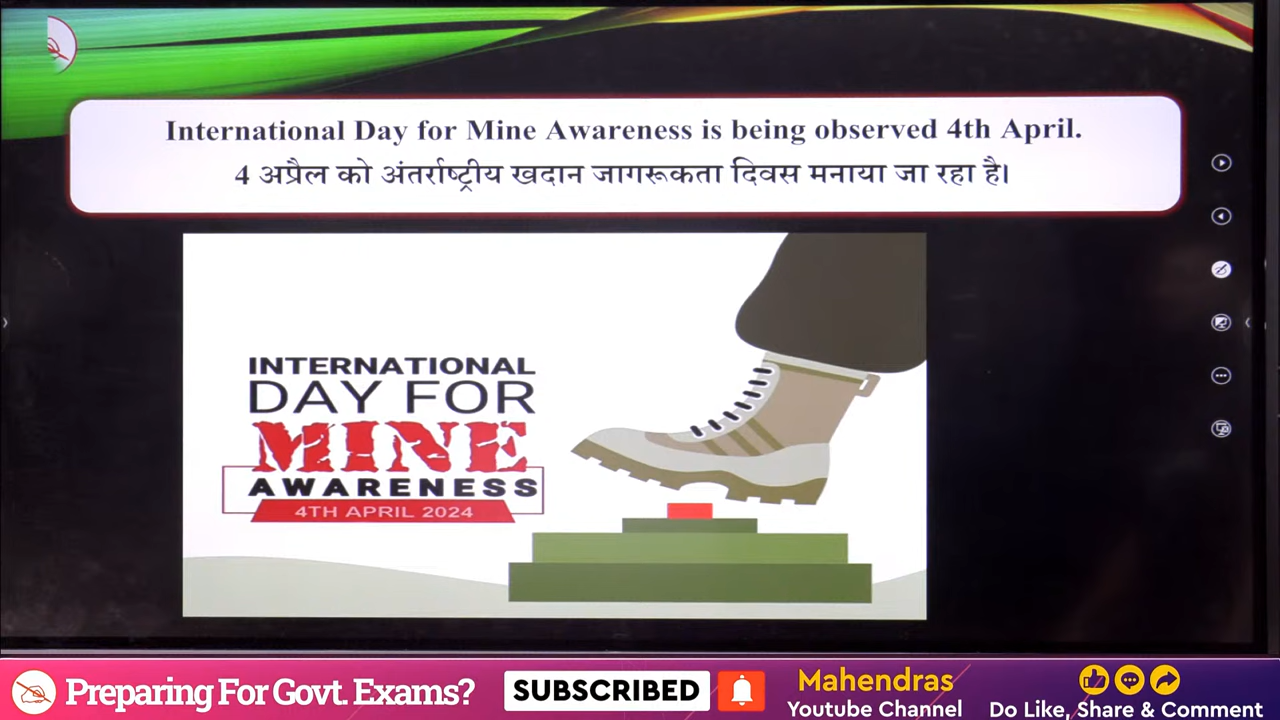 International Day for Mine Awareness is being observed 4th April.
4 अप्रैल को अंतर्राष्ट्रीय खदान जागरूकता दिवस मनाया जा रहा है।
INTERNATIONAL
DAY FOR
MINE
AWARENESS
4TH APRIL 2024
Preparing For Govt. Exams?
SUBSCRIBED
Mahendras
Youtube Channel
Do Like, Share & Comment